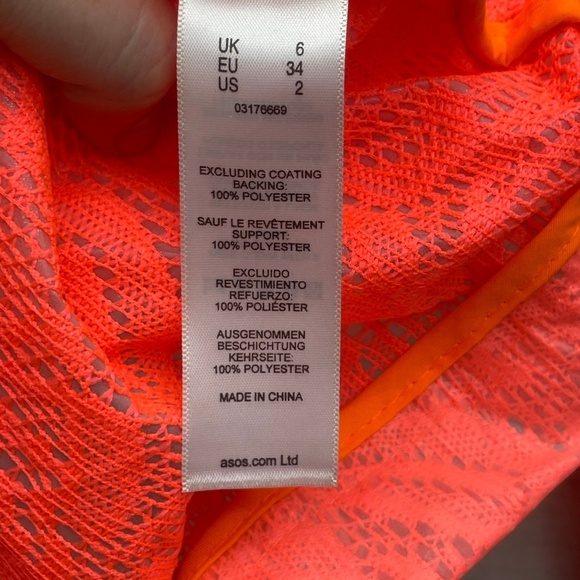 UK 6
EU 34
US 2
03176669
EXCLUDING COATING
BACKING:
100% POLYESTER
SAUF LE REVÊTEMENT
SUPPORT:
100% POLYESTER
EXCLUIDO
REVESTIMIENTO
REFUERZO:
100% POLIÉSTER
AUSGENOMMEN
BESCHICHTUNG
KEHRSEITE:
100% POLYESTER
MADE IN CHINA
asos.com Ltd